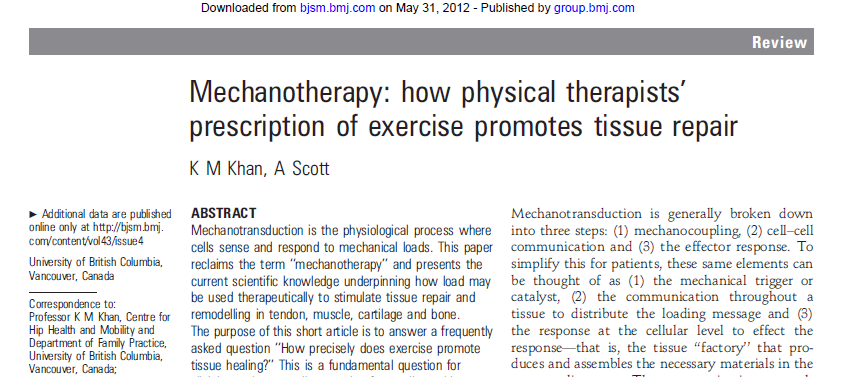 Downloaded from bjsm.bmj.com on May 31, 2012 - Published by group.bmj.com
Review
Mechanotherapy: how physical therapists’
prescription of exercise promotes tissue repair
K M Khan, A Scott
► Additional data are published
online only at http://bjsm.bmj.
com/content/vol43/issue4
University of British Columbia,
Vancouver, Canada
Correspondence to:
Professor K M Khan, Centre for
Hip Health and Mobility and
Department of Family Practice,
University of British Columbia,
Vancouver, Canada;
ABSTRACT
Mechanotransduction is the physiological process where
cells sense and respond to mechanical loads. This paper
reclaims the term “mechanotherapy” and presents the
current scientific knowledge underpinning how load may
be used therapeutically to stimulate tissue repair and
remodelling in tendon, muscle, cartilage and bone.
The purpose of this short article is to answer a frequently
asked question “How precisely does exercise promote
tissue healing?” This is a fundamental question for
Mechanotransduction is generally broken down
into three steps: (1) mechanocoupling, (2) cell–cell
communication and (3) the effector response. To
simplify this for patients, these same elements can
be thought of as (1) the mechanical trigger or
catalyst, (2) the communication throughout a
tissue to distribute the loading message and (3)
the response at the cellular level to effect the
response—that is, the tissue “factory” that pro-
duces and assembles the necessary materials in the